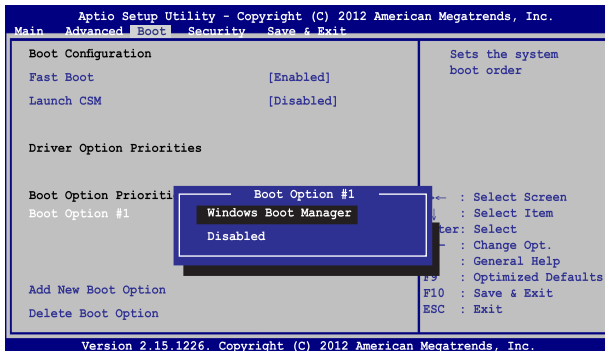 Aptio Setup Utility - Copyright (C) 2012 American Megatrends, Inc.
Main Advanced Boot Security Save & Exit
Boot Configuration
Fast Boot [Enabled]
Launch CSM [Disabled]
Driver Option Priorities
Boot Option Prioriti
Boot Option #1
Add New Boot Option
Delete Boot Option
Boot Option #1
Windows Boot Manager
Disabled
Sets the system
boot order
←: Select Screen
: Select Item
ter: Select
— : Change Opt.
: General Help
F9 : Optimized Defaults
F10 : Save & Exit
ESC : Exit
Version 2.15.1226. Copyright (C) 2012 American Megatrends, Inc.